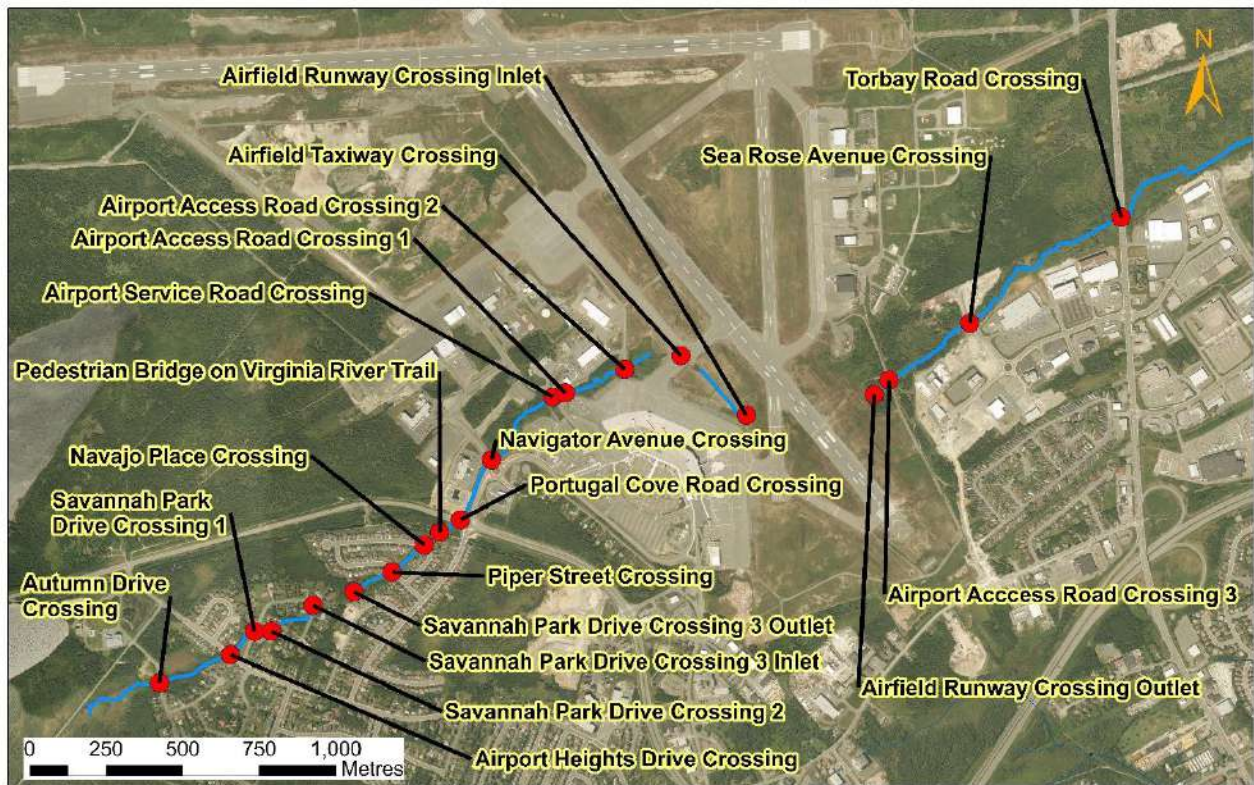 Airfield Runway Crossing Inlet
Torbay Road Crossing
N
Airfield Taxiway Crossing
Sea Rose Avenue Crossing
Airport Access Road Crossing 2
Airport Access Road Crossing 1
Airport Service Road Crossing
Pedestrian Bridge on Virginia River Trail
Navigator Avenue Crossing
Navajo Place Crossing
Portugal Cove Road Crossing
Savannah Park
Drive Crossing 1
Piper Street Crossing
Autumn Drive
Crossing
Airport Acccess Road Crossing 3
Savannah Park Drive Crossing 3 Outlet
Savannah Park Drive Crossing 3 Inlet
Airfield Runway Crossing Outlet
Savannah Park Drive Crossing 2
Airport Heights Drive Crossing
0 250 500 750 1,000
Metres